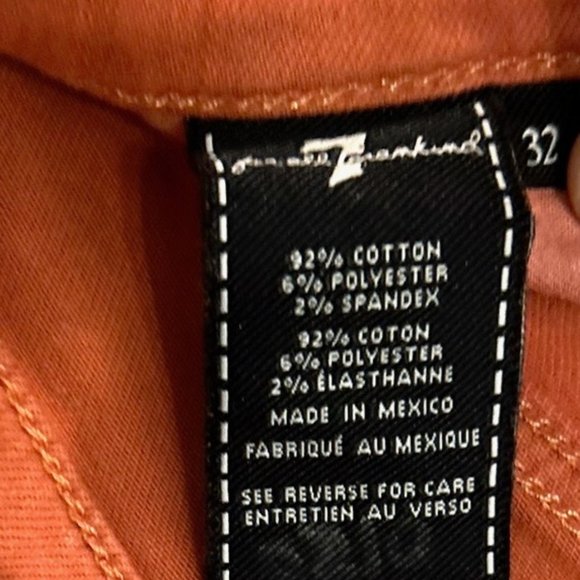 for all 7 mankind
32
92% COTTON
6% POLYESTER
2% SPANDEX
92% COTON
6% POLYESTER
2% ÉLASTHANNE
MADE IN MEXICO
FABRIQUÉ AU MEXIQUE
SEE REVERSE FOR CARE
ENTRETIEN AU VERSO